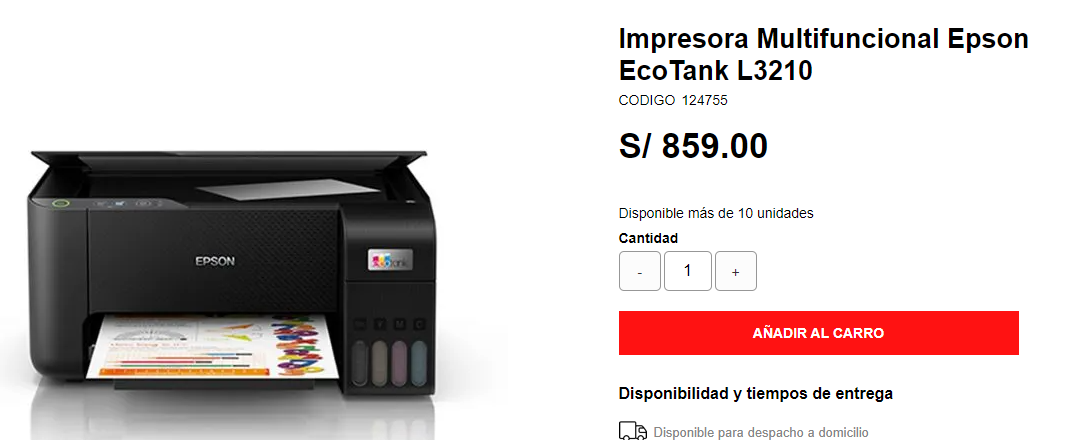 Impresora Multifuncional Epson
EcoTank L3210
CODIGO 124755
S/ 859.00
Disponible más de 10 unidades
Cantidad
- 1 +
AÑADIR AL CARRO
Disponibilidad y tiempos de entrega
Disponible para despacho a domicilio
EPSON
EcoTank